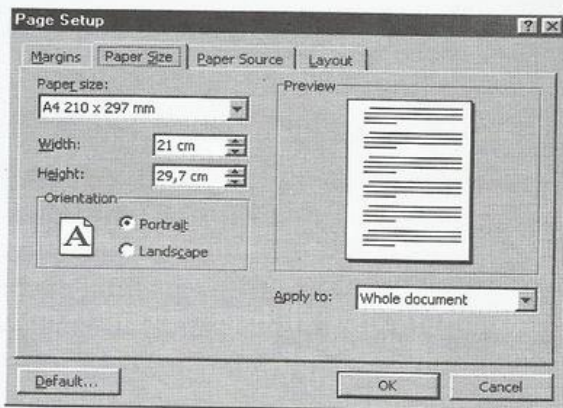 Page Setup
Margins Paper Size Paper Source Layout
Paper size:
A4 210 x 297 mm
Width: 21 cm
Height: 29,7 cm
Orientation
A
Portrait
Landscape
Preview
Apply to: Whole document
Default... OK Cancel